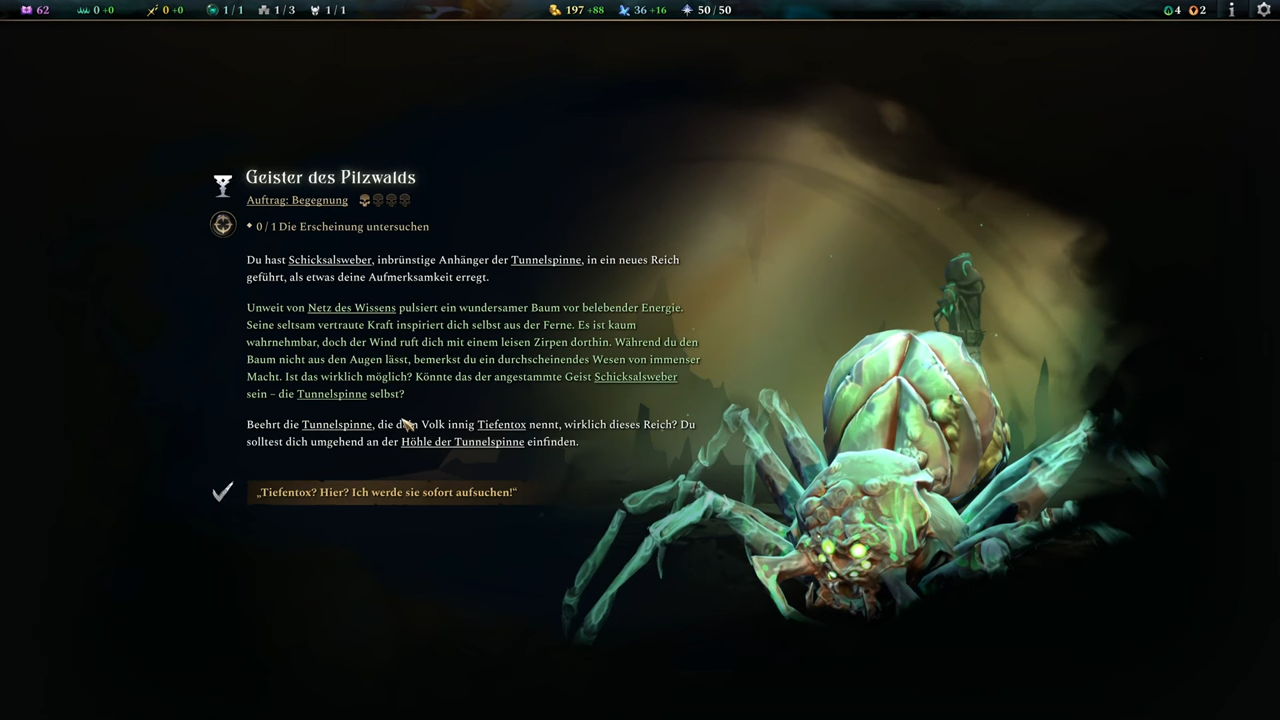 62 0 +0 0 +0 1 / 1 1 / 3 1 / 1 197 +88 36 +16 50 / 50 4 2
Geister des Pilzwalds
Auftrag: Begegnung
0 / 1 Die Erscheinung untersuchen
Du hast Schicksalsweber, inbrünstige Anhänger der Tunnelspinne, in ein neues Reich
geführt, als etwas deine Aufmerksamkeit erregt.
Unweit von Netz des Wissens pulsiert ein wundersamer Baum vor belebender Energie.
Seine seltsam vertraute Kraft inspiriert dich selbst aus der Ferne. Es ist kaum
wahrnehmbar, doch der Wind ruft dich mit einem leisen Zirpen dorthin. Während du den
Baum nicht aus den Augen lässt, bemerkst du ein durchscheinendes Wesen von immenser
Macht. Ist das wirklich möglich? Könnte das der angestammte Geist Schicksalsweber
sein – die Tunnelspinne selbst?
Beehrt die Tunnelspinne, die dein Volk innig Tiefentox nennt, wirklich dieses Reich? Du
solltest dich umgehend an der Höhle der Tunnelspinne einfinden.
„Tiefentox? Hier? Ich werde sie sofort aufsuchen!“